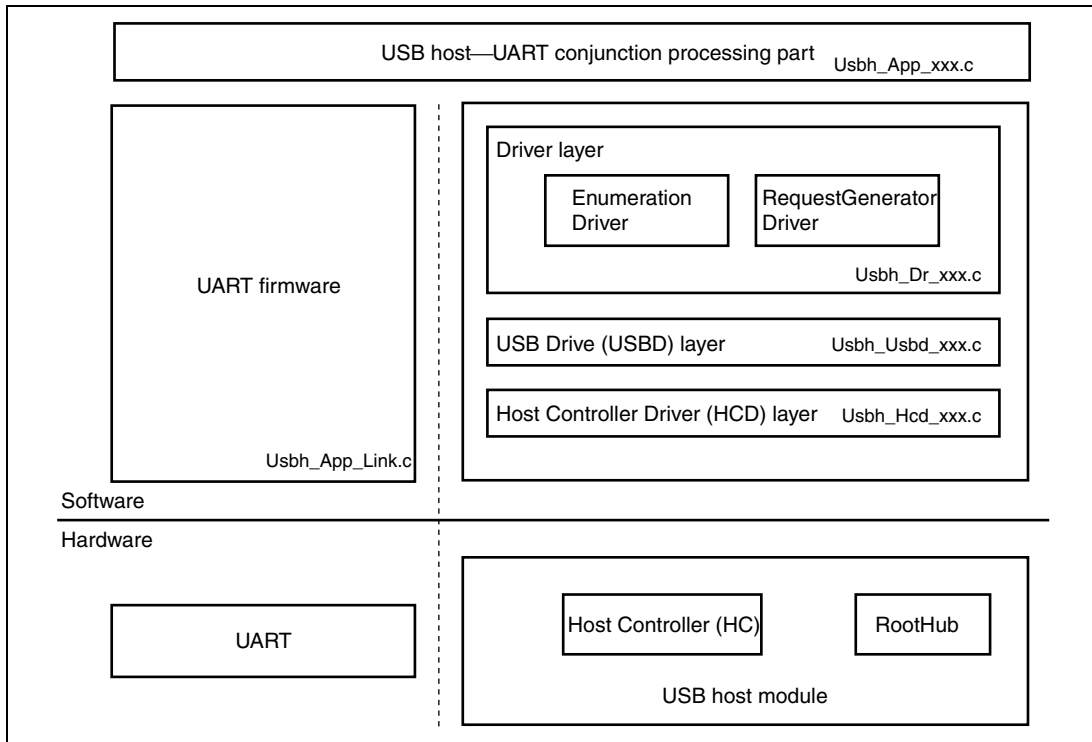 USB host—UART conjunction processing part
Usbh_App_xxx.c
UART firmware
Usbh_App_Link.c
Driver layer
Enumeration
Driver
RequestGenerator
Driver
Usbh_Dr_xxx.c
USB Drive (USBD) layer
Usbh_Usbd_xxx.c
Host Controller Driver (HCD) layer
Usbh_Hcd_xxx.c
Software
Hardware
UART
Host Controller (HC)
RootHub
USB host module